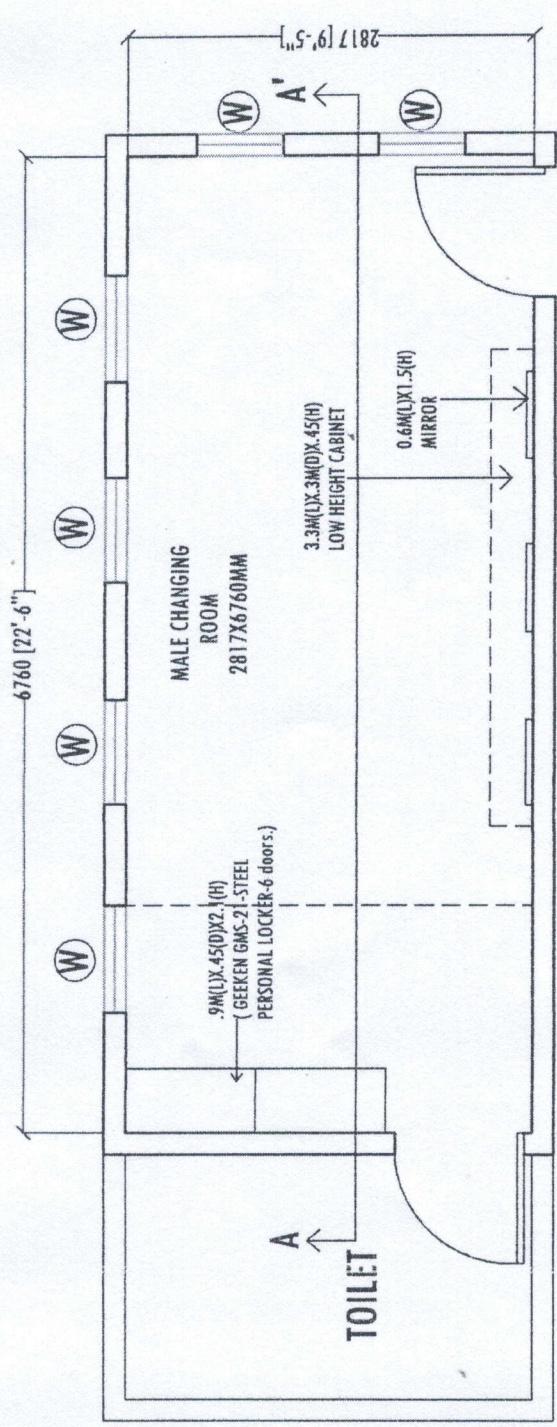 6760 [22'-6"]
2817 [9'-5"]
W
W
W
W
W
W
A'
MALE CHANGING
ROOM
2817X6760MM
.9M(L)X.45(D)X2.1(H)
( GEEKEN GMS-21-STEEL
PERSONAL LOCKER-6 doors.)
3.3M(L)X.3M(D)X.45(H)
LOW HEIGHT CABINET
0.6M(L)X1.5(H)
MIRROR
A
TOILET